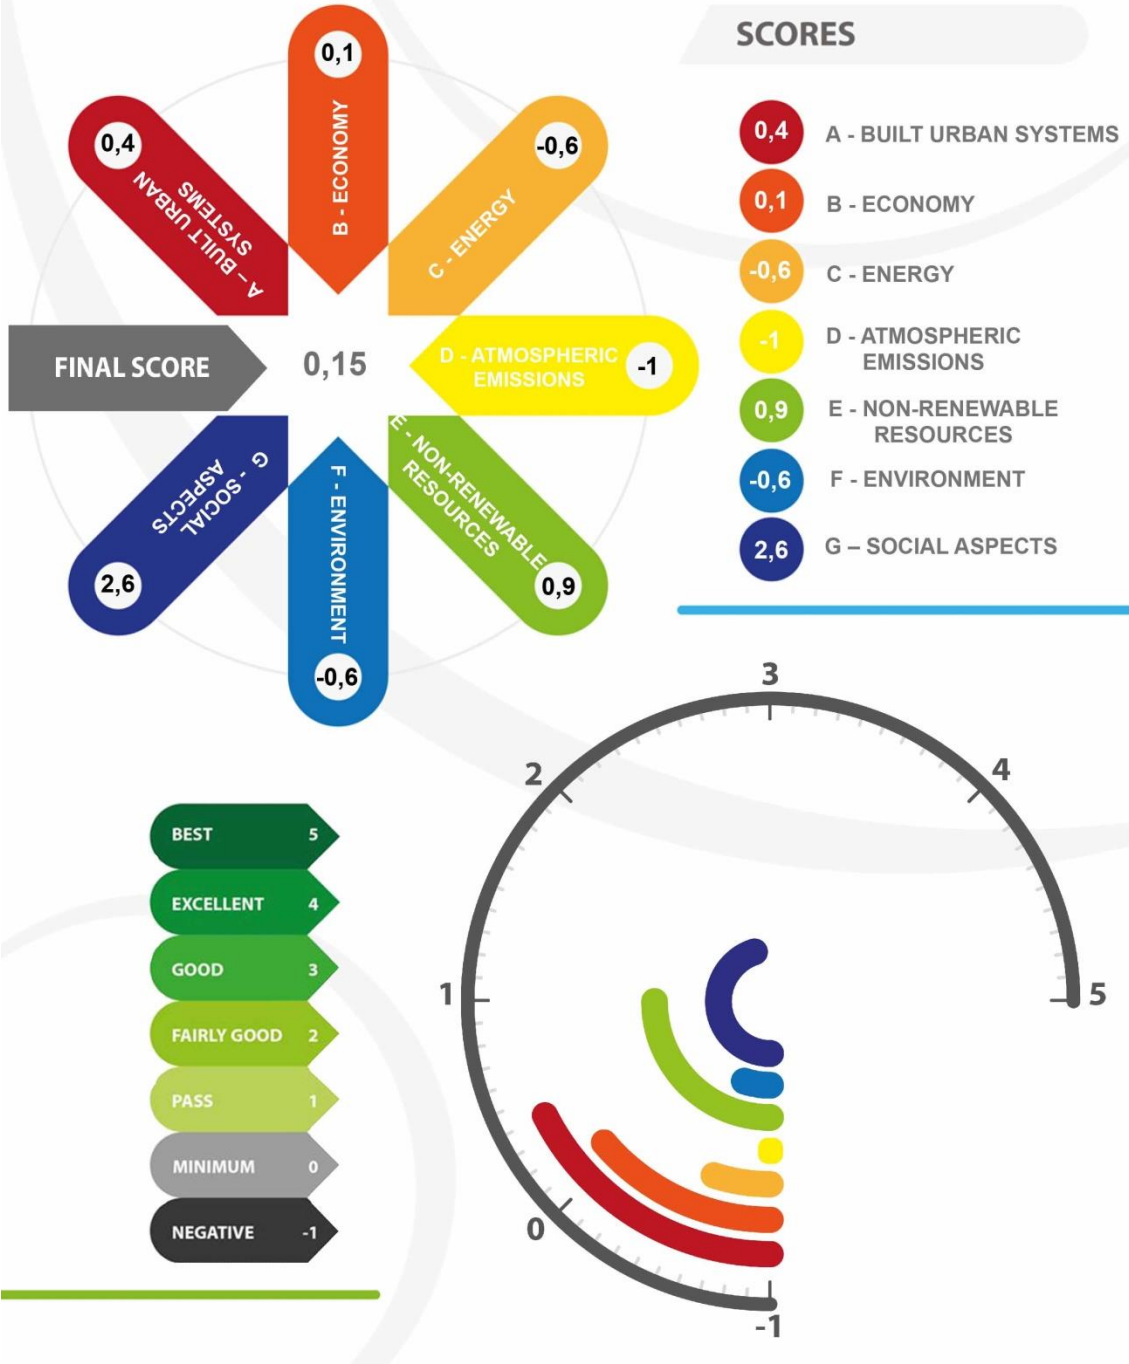 0,1
B - ECONOMY
0,4
A – BUILT URBAN
SYSTEMS
-0,6
C - ENERGY
FINAL SCORE
0,15
D - ATMOSPHERIC
EMISSIONS
-1
G - SOCIAL
ASPECTS
2,6
F - ENVIRONMENT
-0,6
E - NON-RENEWABLE
RESOURCES
0,9
SCORES
0,4 A - BUILT URBAN SYSTEMS
0,1 B - ECONOMY
-0,6 C - ENERGY
-1 D - ATMOSPHERIC
EMISSIONS
0,9 E - NON-RENEWABLE
RESOURCES
-0,6 F - ENVIRONMENT
2,6 G – SOCIAL ASPECTS
BEST 5
EXCELLENT 4
GOOD 3
FAIRLY GOOD 2
PASS 1
MINIMUM 0
NEGATIVE -1
3
2
4
1
5
0
-1